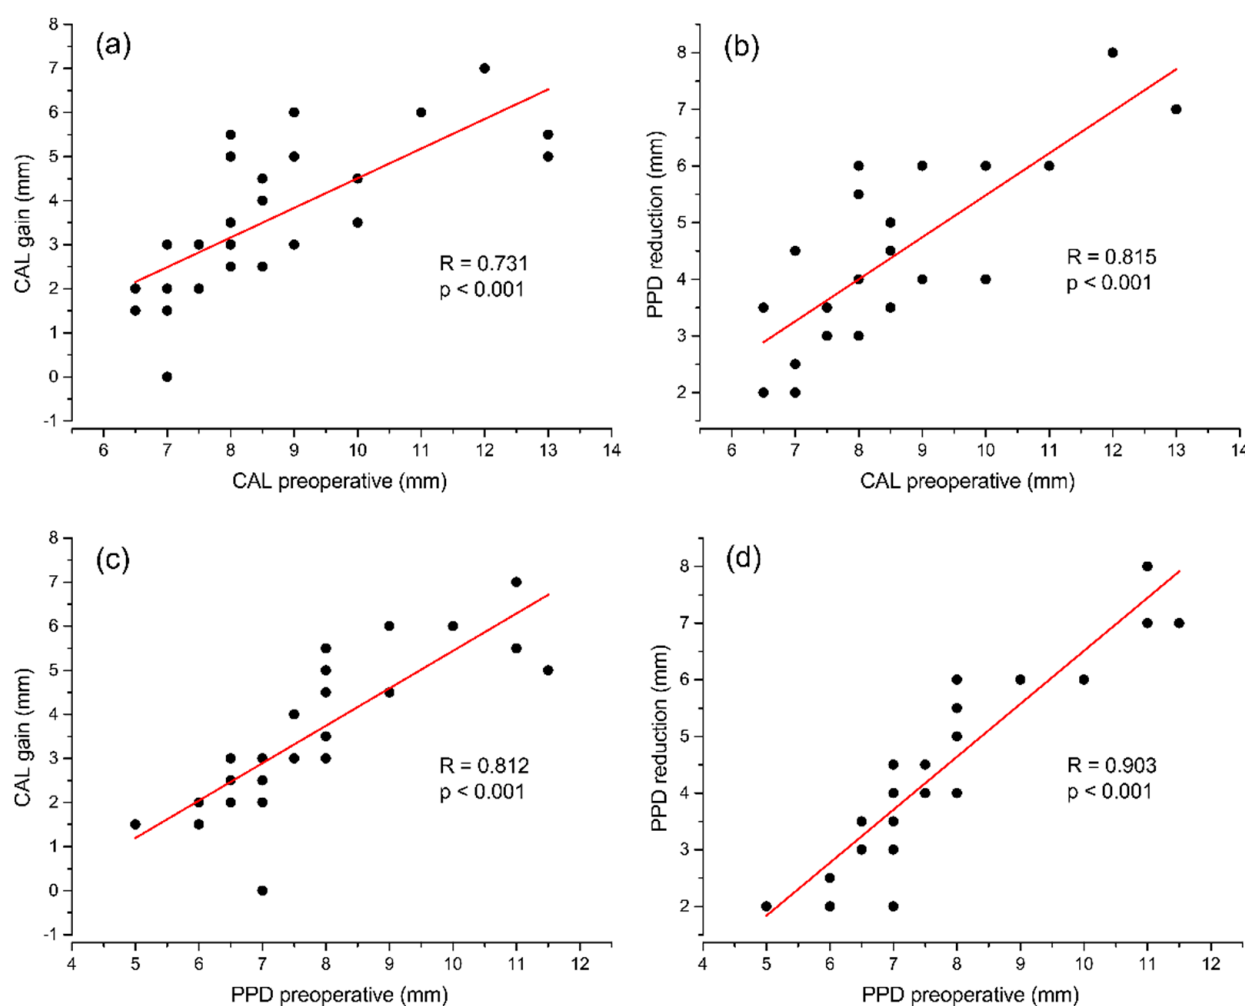 (a)
8
7
6
5
4
3
2
1
0
-1
CAL gain (mm)
R = 0.731
p < 0.001
6 7 8 9 10 11 12 13 14
CAL preoperative (mm)
(b)
8
7
6
5
4
3
2
PPD reduction (mm)
R = 0.815
p < 0.001
6 7 8 9 10 11 12 13 14
CAL preoperative (mm)
(c)
8
7
6
5
4
3
2
1
0
-1
CAL gain (mm)
R = 0.812
p < 0.001
4 5 6 7 8 9 10 11 12
PPD preoperative (mm)
(d)
8
7
6
5
4
3
2
PPD reduction (mm)
R = 0.903
p < 0.001
4 5 6 7 8 9 10 11 12
PPD preoperative (mm)